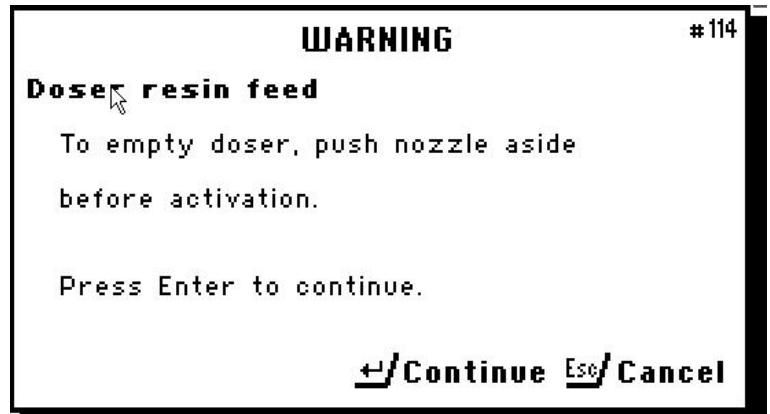 WARNING
#114
Doser resin feed
To empty doser, push nozzle aside
before activation.
Press Enter to continue.
↵/Continue Esc/Cancel